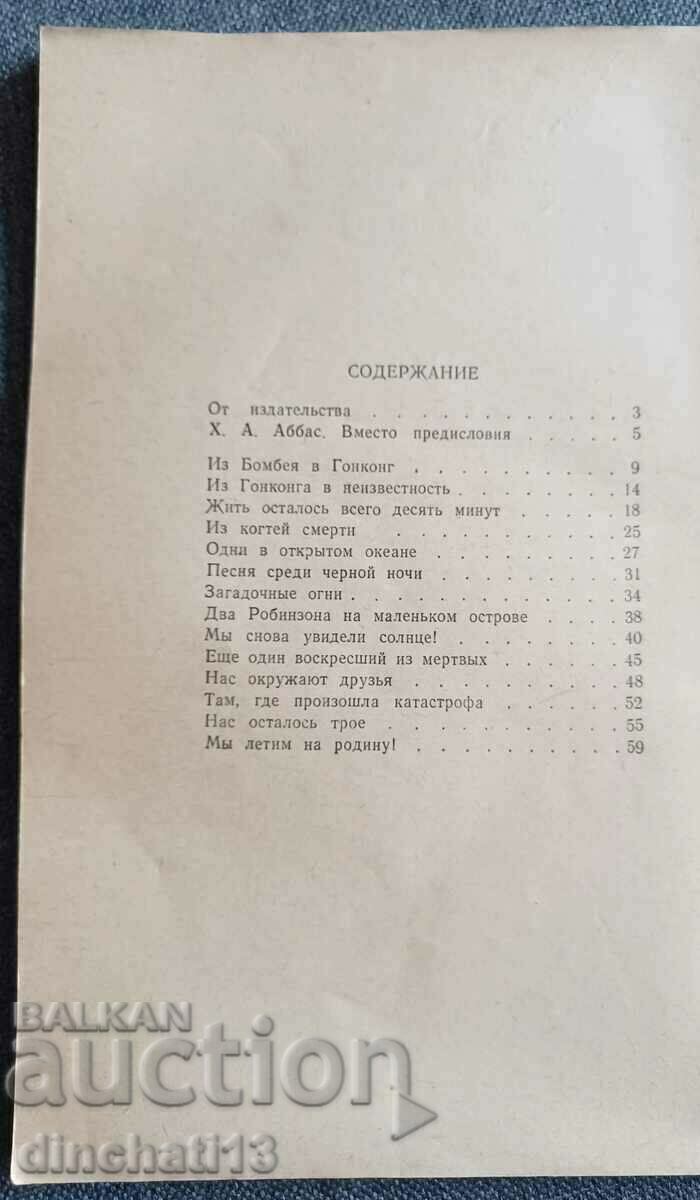 СОДЕРЖАНИЕ
От издательства . . . . . . . . . . . . 3
Х. А. Аббас. Вместо предисловия . . . . . 5
Из Бомбея в Гонконг . . . . . . . . . . 9
Из Гонконга в неизвестность . . . . . . . . 14
Жить осталось всего десять минут . . . . . 18
Из когтей смерти . . . . . . . . . . 25
Одни в открытом океане . . . . . . . . . 27
Песня среди черной ночи . . . . . . . . . 31
Загадочные огни . . . . . . . . . . . . 34
Два Робинзона на маленьком острове . . . . 38
Мы снова увидели солнце! . . . . . . . . 40
Еще один воскресший из мертвых . . . . . . 45
Нас окружают друзья . . . . . . . . . . 48
Там, где произошла катастрофа . . . . . . 52
Нас осталось трое . . . . . . . . . . . 55
Мы летим на родину! . . . . . . . . . . 59
BALKAN
auction
dinchati13